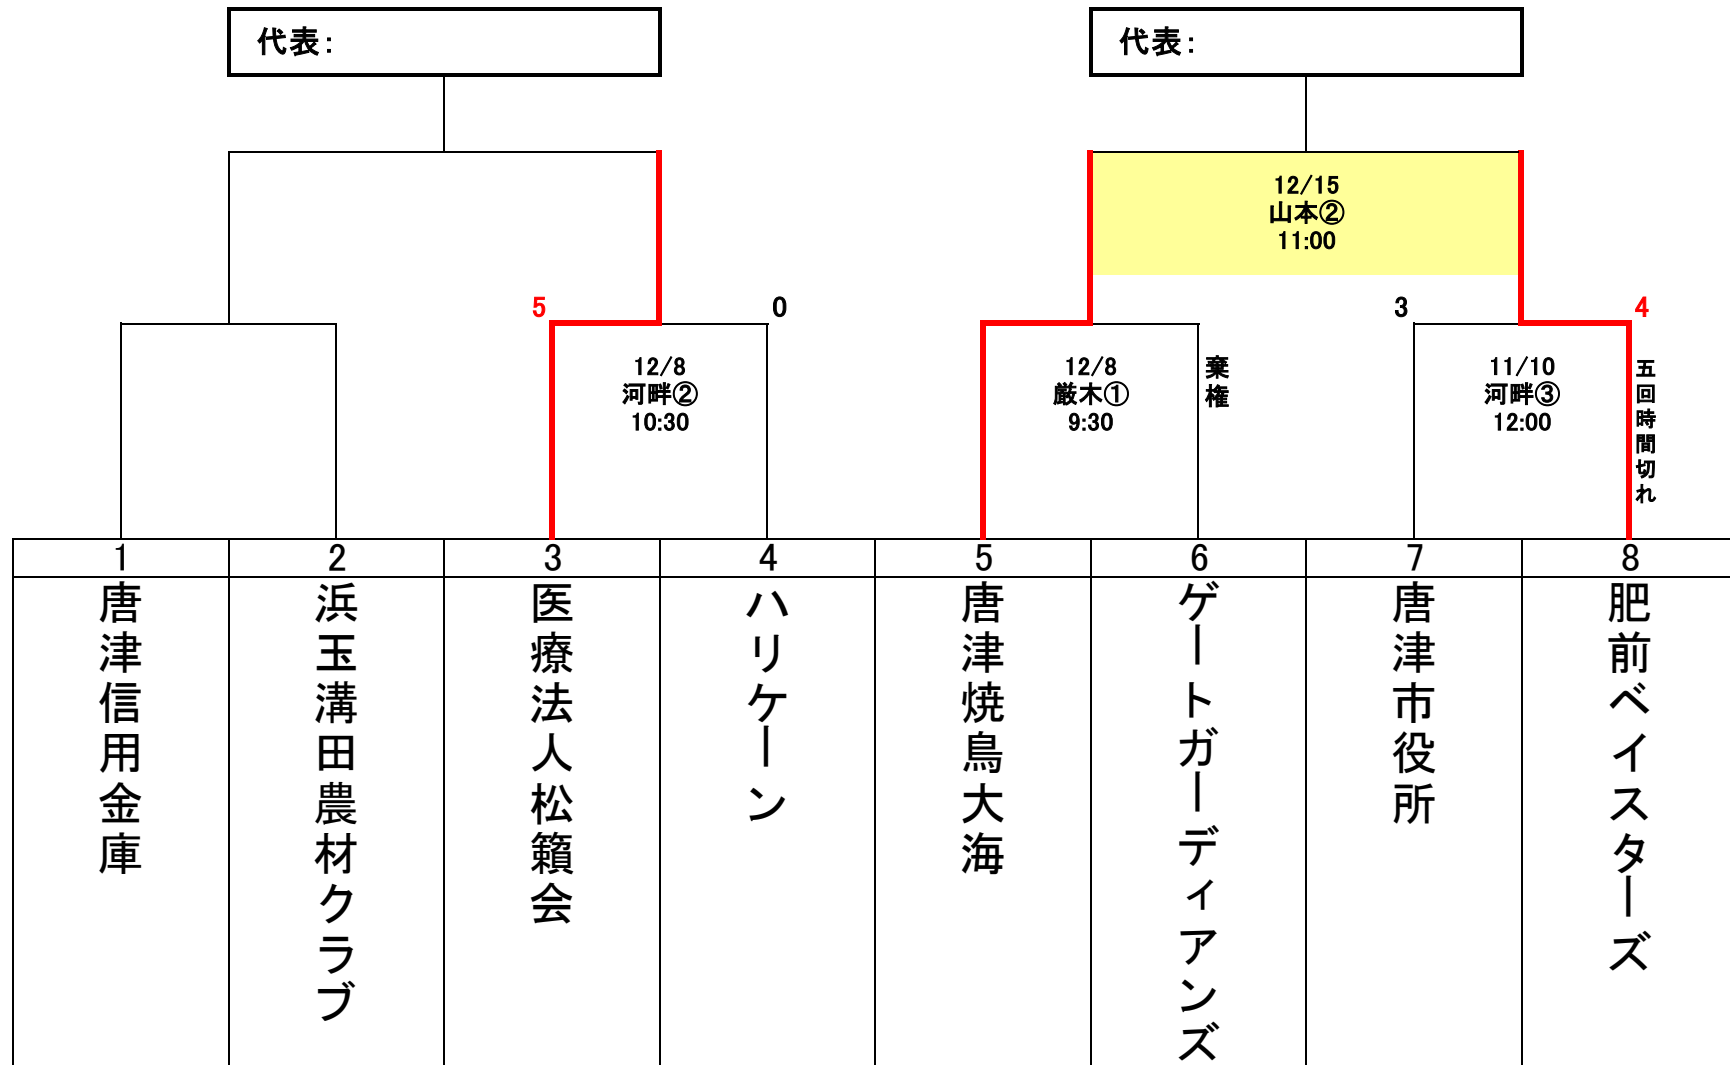 代表：
代表：
12/15
山本②
11:00
5
0
3
4
12/8
河畔②
10:30
12/8
厳木①
9:30
棄権
11/10
河畔③
12:00
五回時間切れ
1
2
3
4
5
6
7
8
唐津信用金庫
浜玉溝田農材クラブ
医療法人松籟会
ハリケーン
唐津焼鳥大海
ゲートガーディアンズ
唐津市役所
肥前ベイスターズ